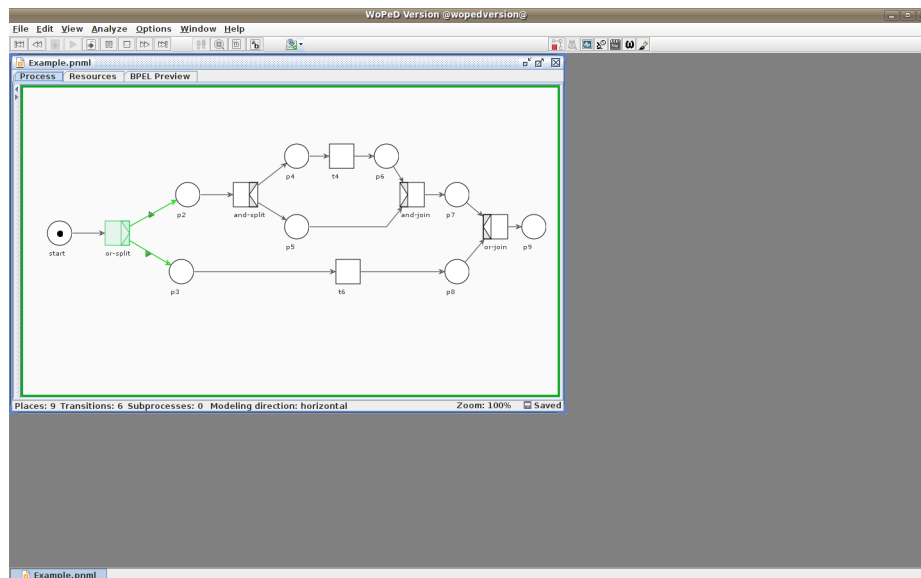 WoPeD Version @wopedversion@
File Edit View Analyze Options Window Help
Example.pnml
Process Resources BPEL Preview
p4 t4 p6
p2 and-split and-join p7
start or-split p5 or-join p9
p3 t6 p8
Places: 9 Transitions: 6 Subprocesses: 0 Modeling direction: horizontal Zoom: 100% Saved
Example.pnml